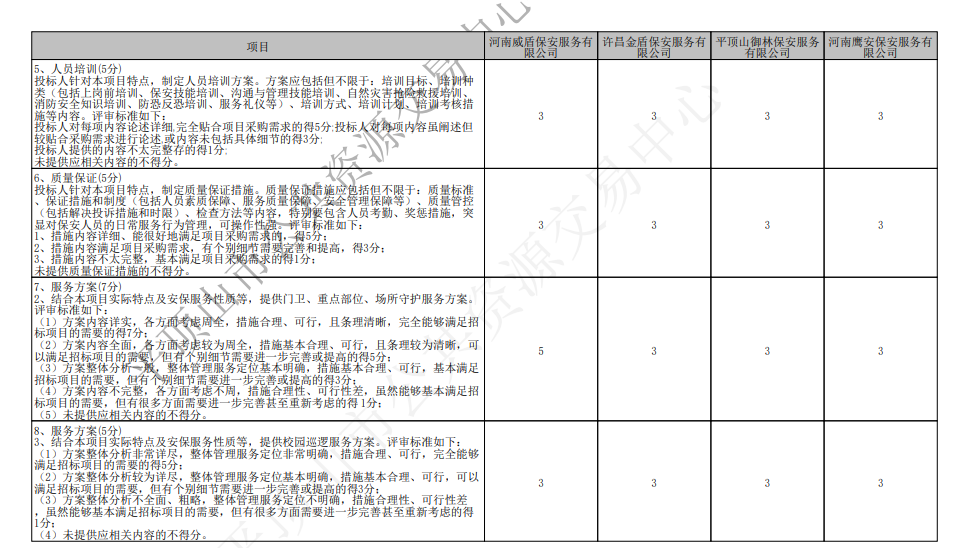 项目
河南威盾保安服务有
限公司
许昌金盾保安服务有
限公司
平顶山御林保安服务
有限公司
河南鹰安保安服务有
限公司
5、人员培训(5分)
投标人针对本项目特点，制定人员培训方案。方案应包括但不限于：培训目标、培训种
类（包括上岗前培训、保安技能培训、沟通与管理技能培训、自然灾害抢险救援培训、
消防安全知识培训、防恐反恐培训、服务礼仪等）、培训方式、培训计划、培训考核措
施等内容。评审标准如下：
投标人对每项内容论述详细,完全贴合项目采购需求的得5分;投标人对每项内容虽阐述但
较贴合采购需求进行论述,或内容未包括具体细节的得3分;
投标人提供的内容不太完整存的得1分;
未提供应相关内容的不得分。
3
3
3
3
6、质量保证(5分)
投标人针对本项目特点，制定质量保证措施。质量保证措施应包括但不限于：质量标准
、保证措施和制度（包括人员素质保障、服务质量保障、安全管理保障等）、质量管控
（包括解决投诉措施和时限）、检查方法等内容，特别要包含人员考勤、奖惩措施，突
显对保安人员的日常服务行为管理，可操作性强。评审标准如下：
1、措施内容详细、能很好地满足项目采购需求的，得5分；
2、措施内容满足项目采购需求，有个别细节需要完善和提高，得3分；
3、措施内容不太完整，基本满足项目采购需求的得1分；
未提供质量保证措施的不得分。
3
3
3
3
7、服务方案(7分)
2、结合本项目实际特点及安保服务性质等，提供门卫、重点部位、场所守护服务方案。
评审标准如下：
（1）方案内容详实，各方面考虑周全，措施合理、可行，且条理清晰，完全能够满足招
标项目的需要的得7分；
（2）方案内容全面，各方面考虑较为周全，措施基本合理、可行，且条理较为清晰，可
以满足招标项目的需要，但有个别细节需要进一步完善或提高的得5分；
（3）方案整体分析一般，整体管理服务定位基本明确，措施基本合理、可行，基本满足
招标项目的需要，但有个别细节需要进一步完善或提高的得3分；
（4）方案内容不完整，各方面考虑不周，措施合理性、可行性差，虽然能够基本满足招
标项目的需要，但有很多方面需要进一步完善甚至重新考虑的得 1分；
（5）未提供应相关内容的不得分。
5
3
3
3
8、服务方案(5分)
3、结合本项目实际特点及安保服务性质等，提供校园巡逻服务方案。评审标准如下：
（1）方案整体分析非常详尽，整体管理服务定位非常明确，措施合理、可行，完全能够
满足招标项目的需要的得5分；
（2）方案整体分析较为详尽，整体管理服务定位基本明确，措施基本合理、可行，可以
满足招标项目的需要，但有个别细节需要进一步完善或提高的得3分；
（3）方案整体分析不全面、粗略，整体管理服务定位不明确，措施合理性、可行性差
，虽然能够基本满足招标项目的需要，但有很多方面需要进一步完善甚至重新考虑的得
1分；
（4）未提供应相关内容的不得分。
3
3
3
3